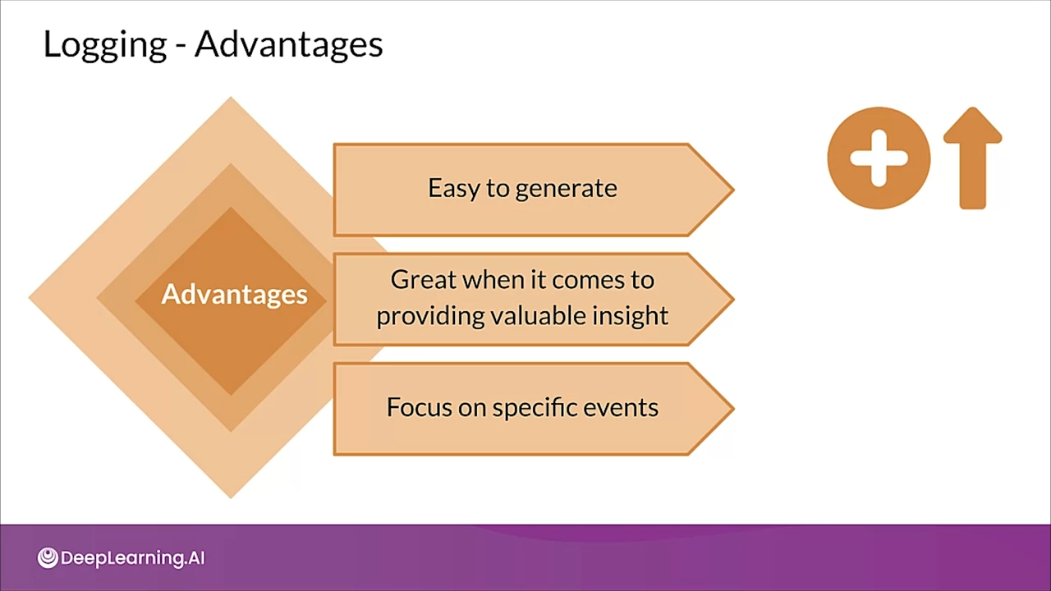 Logging - Advantages
Advantages
Easy to generate
Great when it comes to
providing valuable insight
Focus on specific events
DeepLearning.AI